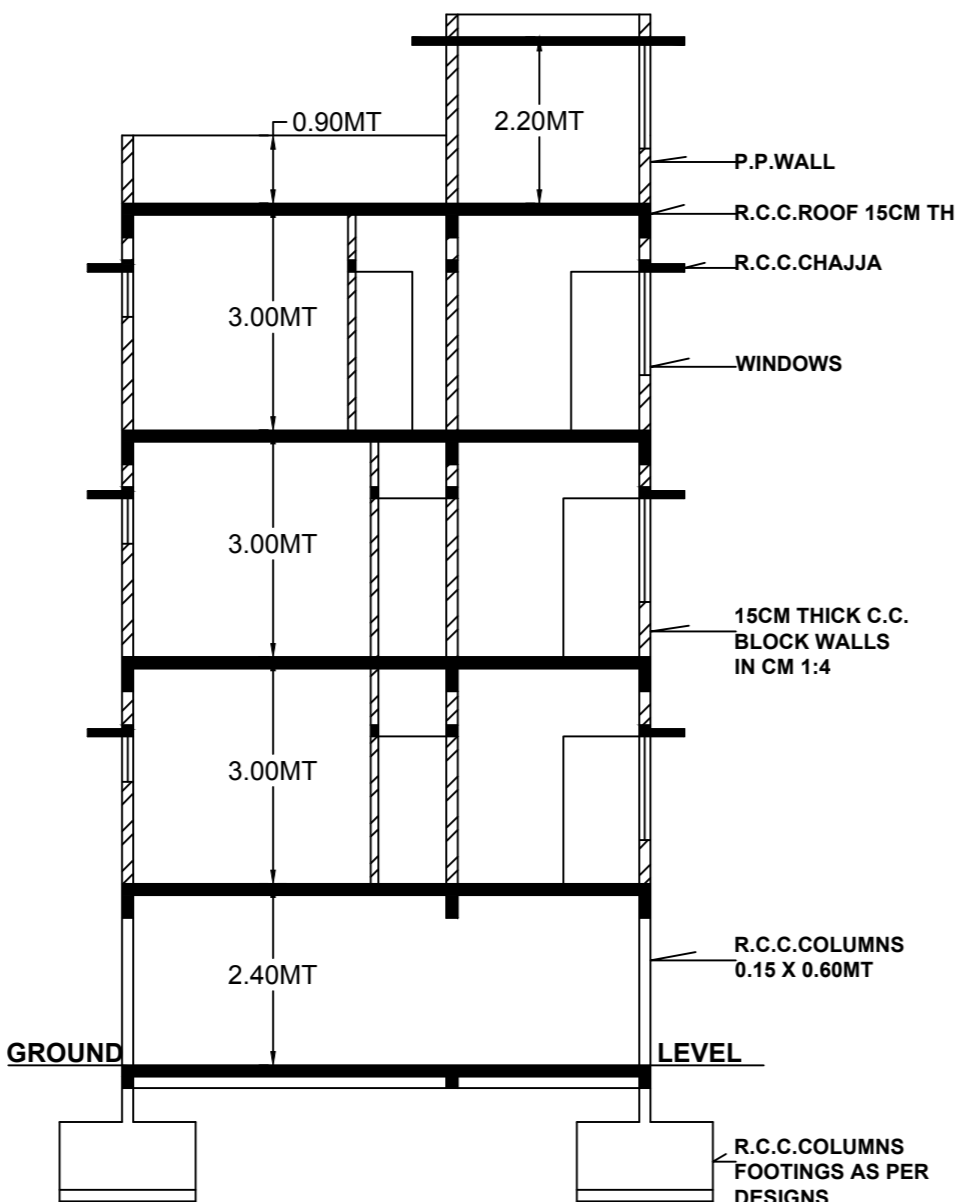 0.90MT
2.20MT
P.P.WALL
R.C.C.ROOF 15CM TH
R.C.C.CHAJJA
3.00MT
WINDOWS
3.00MT
15CM THICK C.C.
BLOCK WALLS
IN CM 1:4
3.00MT
R.C.C.COLUMNS
0.15 X 0.60MT
2.40MT
GROUND LEVEL
R.C.C.COLUMNS
FOOTINGS AS PER
DESIGNS